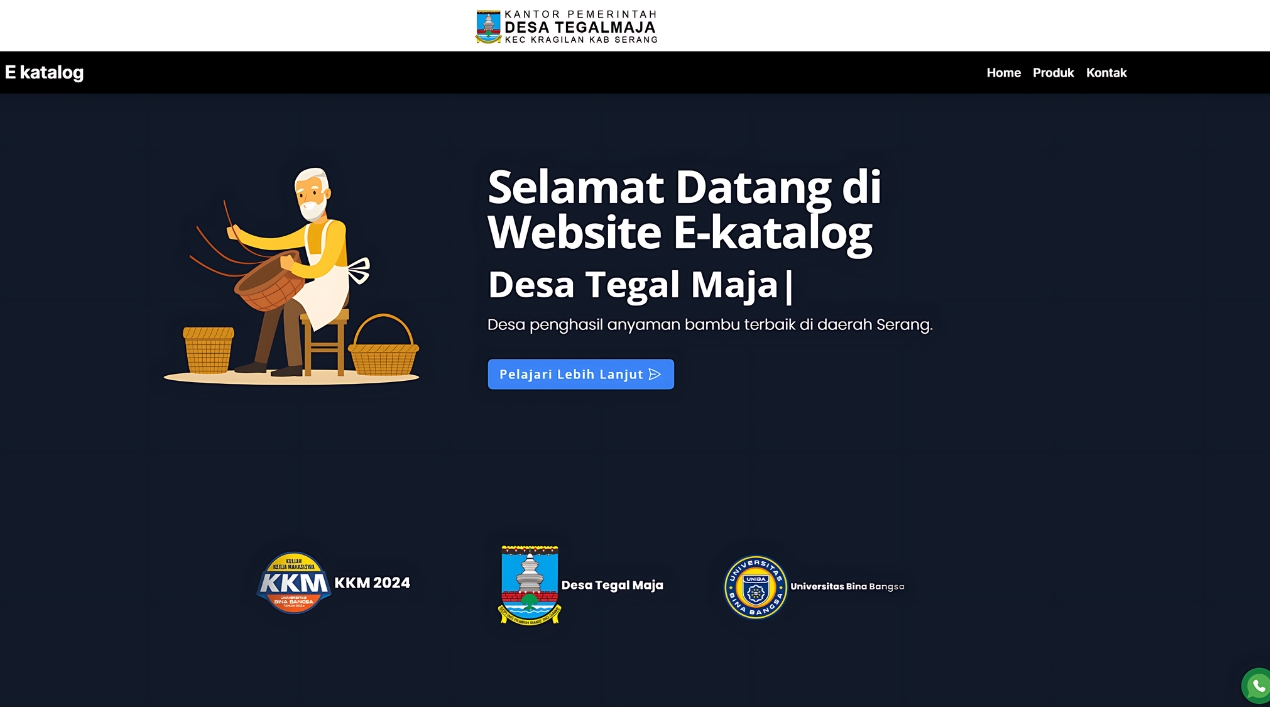 KANTOR PEMERINTAH
DESA TEGALMAJA
KEC KRAGILAN KAB SERANG
E katalog
Home Produk Kontak
Selamat Datang di
Website E-katalog
Desa Tegal Maja|
Desa penghasil anyaman bambu terbaik di daerah Serang.
Pelajari Lebih Lanjut
KULIAH
KERJA MAHASISWA
KKM
UNIVERSITAS
BINA BANGSA
KKM 2024
Desa Tegal Maja
UNIVERSITAS
UNIBA
BINA BANGSA
Universitas Bina Bangsa